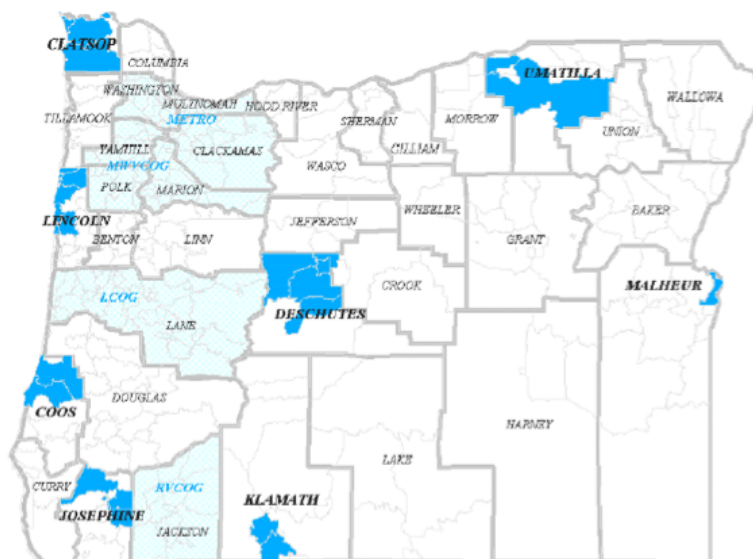 CLATSOP
COLUMBIA
UMATILLA
WALLOWA
WASHINGTON
MULTNOMAH
HOOD RIVER
TILLAMOOK
METRO
SHERMAN
MORROW
UNION
YAMHILL
CLACKAMAS
GILLIAM
MWVCOG
WASCO
POLK
MARION
LINCOLN
JEFFERSON
WHEELER
BAKER
BENTON
LINN
GRANT
CROOK
MALHEUR
LCOG
DESCHUTES
LANE
DOUGLAS
COOS
HARNEY
LAKE
CURRY
RVCOG
KLAMATH
JOSEPHINE
JACKSON